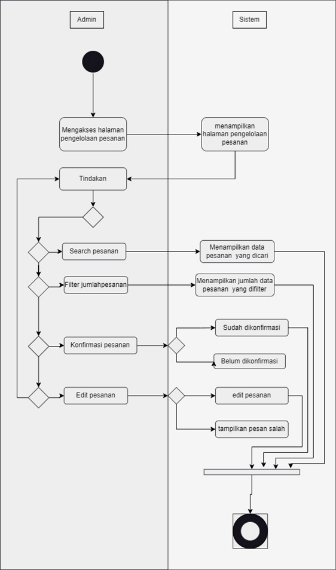 Admin
Sistem
Mengakses halaman
pengelolaan pesanan
menampilkan
halaman pengelolaan
pesanan
Tindakan
Search pesanan
Menampilkan data
pesanan yang dicari
Filter jumlahpesanan
Menampilkan jumlah data
pesanan yang difilter
Konfirmasi pesanan
Sudah dikonfirmasi
Belum dikonfirmasi
Edit pesanan
edit pesanan
tampilkan pesan salah